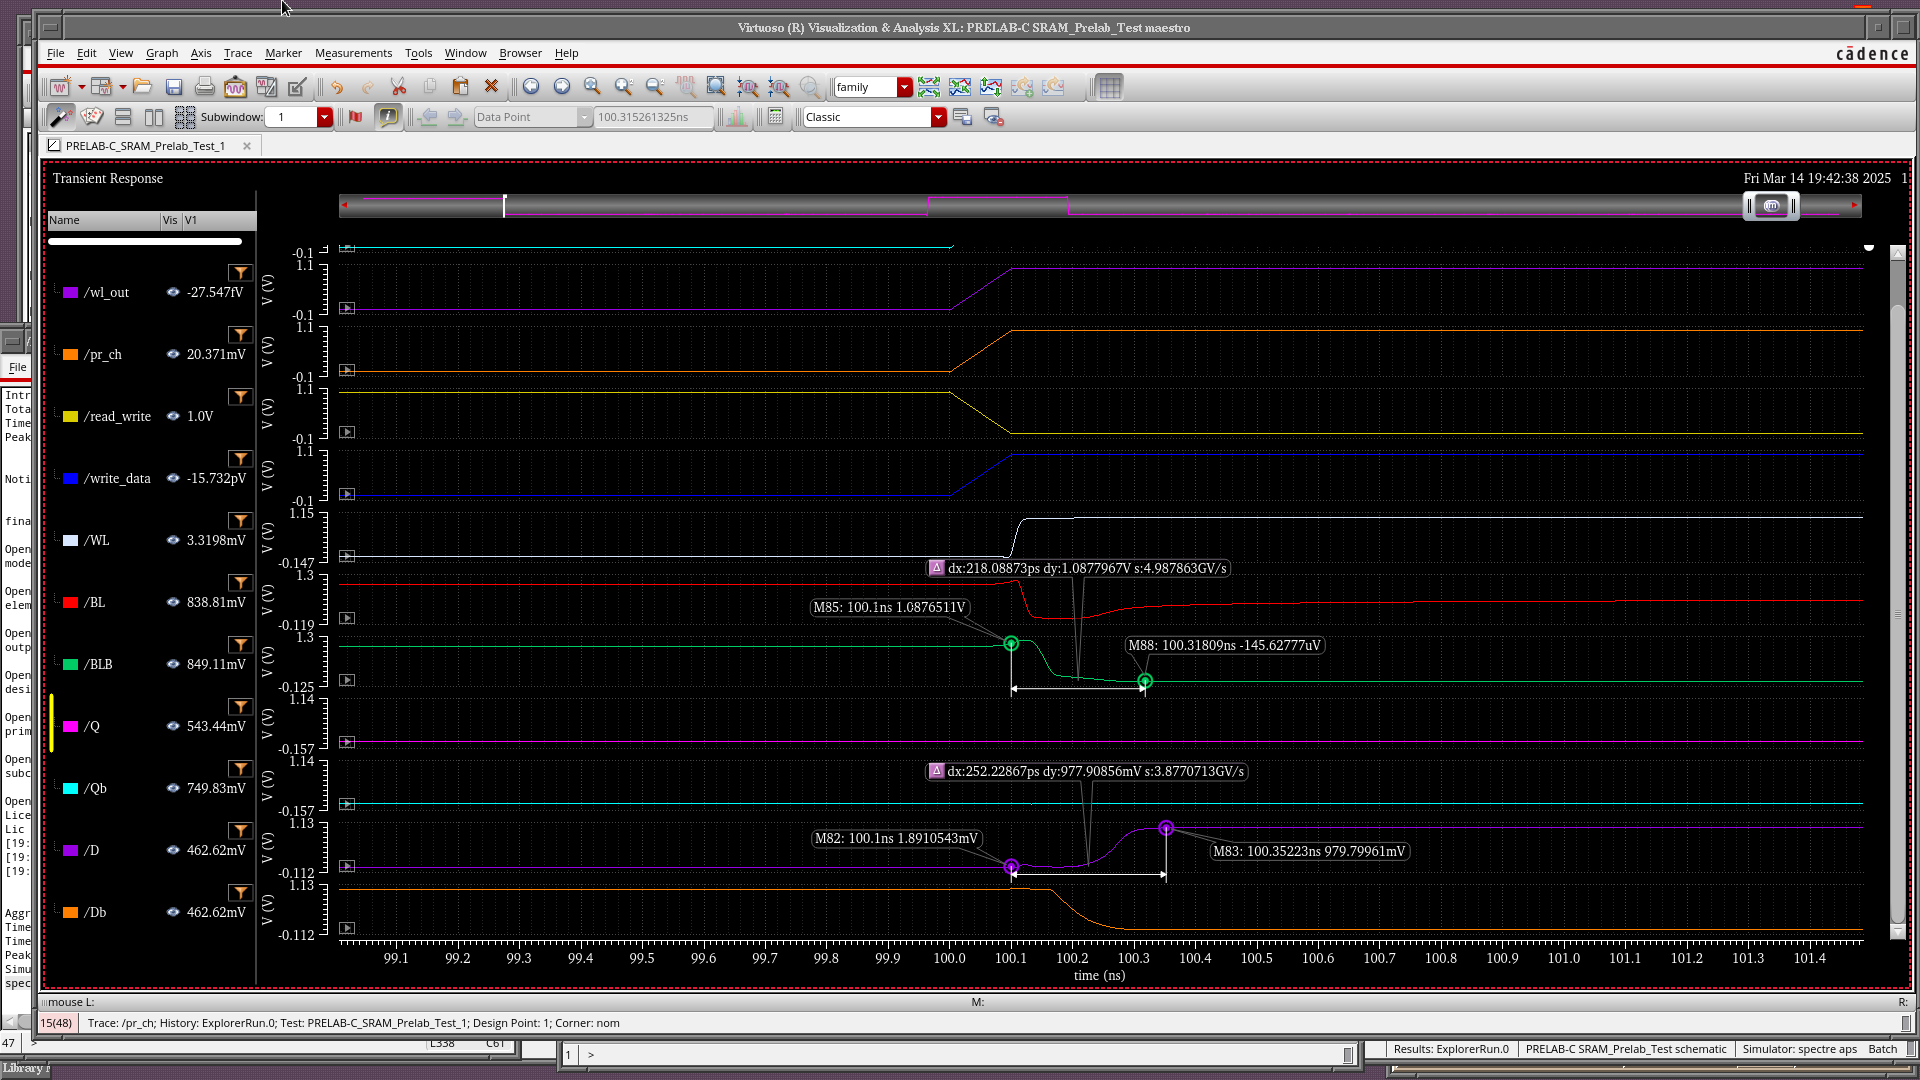 Virtuoso (R) Visualization & Analysis XL: PRELAB-C SRAM_Prelab_Test maestro
File Edit View Graph Axis Trace Marker Measurements Tools Window Browser Help
cādence
family
Subwindow: 1
Data Point
100.315261325ns
Classic
PRELAB-C_SRAM_Prelab_Test_1
Transient Response
Fri Mar 14 19:42:38 2025 1
Name Vis V1
/wl_out -27.547fV
/pr_ch 20.371mV
/read_write 1.0V
/write_data -15.732pV
/WL 3.3198mV
/BL 838.81mV
/BLB 849.11mV
/Q 543.44mV
/Qb 749.83mV
/D 462.62mV
/Db 462.62mV
-0.1
1.1
V (V)
-0.1
1.1
V (V)
-0.1
1.1
V (V)
-0.1
1.1
V (V)
-0.1
1.15
V (V)
-0.147
1.3
V (V)
-0.119
1.3
V (V)
-0.125
1.14
V (V)
-0.157
1.14
V (V)
-0.157
1.13
V (V)
-0.112
1.13
V (V)
-0.112
dx:218.08873ps dy:1.0877967V s:4.987863GV/s
M85: 100.1ns 1.0876511V
M88: 100.31809ns -145.62777uV
dx:252.22867ps dy:977.90856mV s:3.8770713GV/s
M82: 100.1ns 1.8910543mV
M83: 100.35223ns 979.79961mV
99.1 99.2 99.3 99.4 99.5 99.6 99.7 99.8 99.9 100.0 100.1 100.2 100.3 100.4 100.5 100.6 100.7 100.8 100.9 101.0 101.1 101.2 101.3 101.4
time (ns)
mouse L: M: R:
15(48) Trace: /pr_ch; History: ExplorerRun.0; Test: PRELAB-C_SRAM_Prelab_Test_1; Design Point: 1; Corner: nom
File
Intr
Tota
Time
Peak
Noti
fina
Open
mode
Open
elem
Open
outp
Open
desi
Open
prim
Open
subc
Open
Lice
Lic
[19:
[19:
[19:
Aggr
Time
Time
Peak
Simu
spec
47 >
L338 C61
1 >
Results: ExplorerRun.0 PRELAB-C SRAM_Prelab_Test schematic Simulator: spectre aps Batch
Library